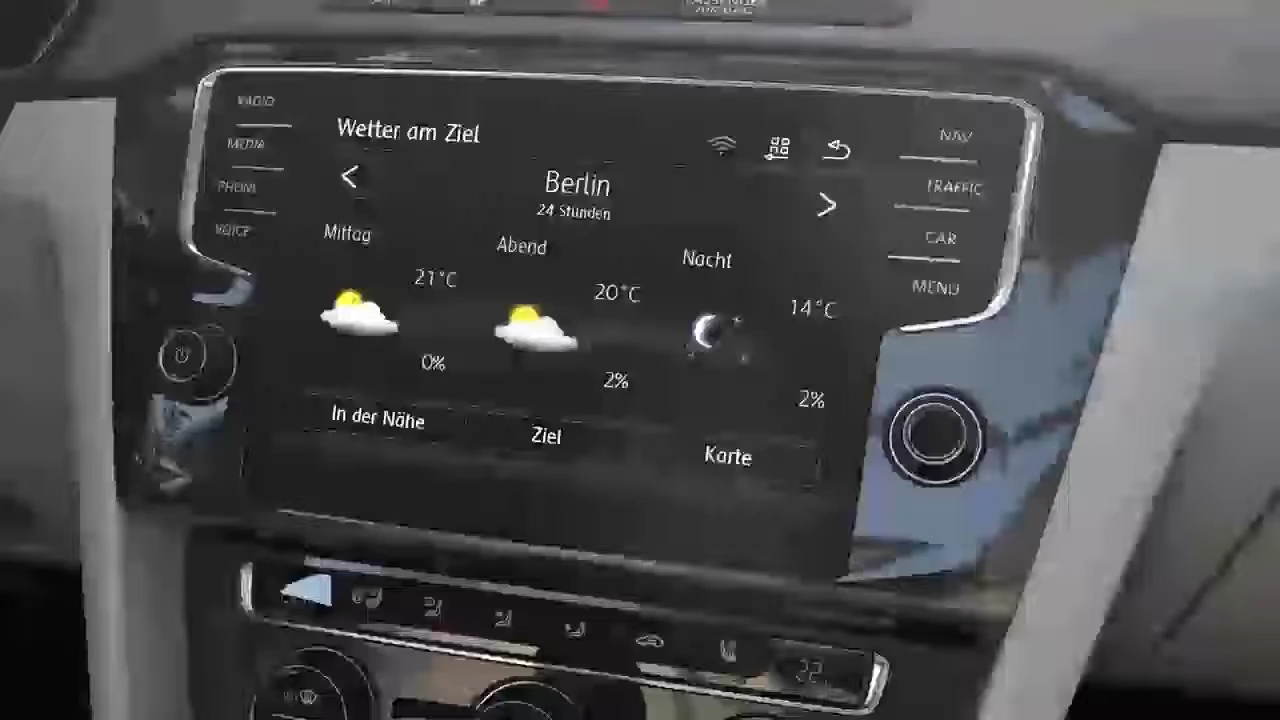 RADIO
MEDIA
PHONE
VOICE
Wetter am Ziel
Berlin
24 Stunden
Mittag
Abend
Nacht
21°C
20°C
14°C
0%
2%
2%
In der Nähe
Ziel
Karte
NAV
TRAFFIC
CAR
MENU
22